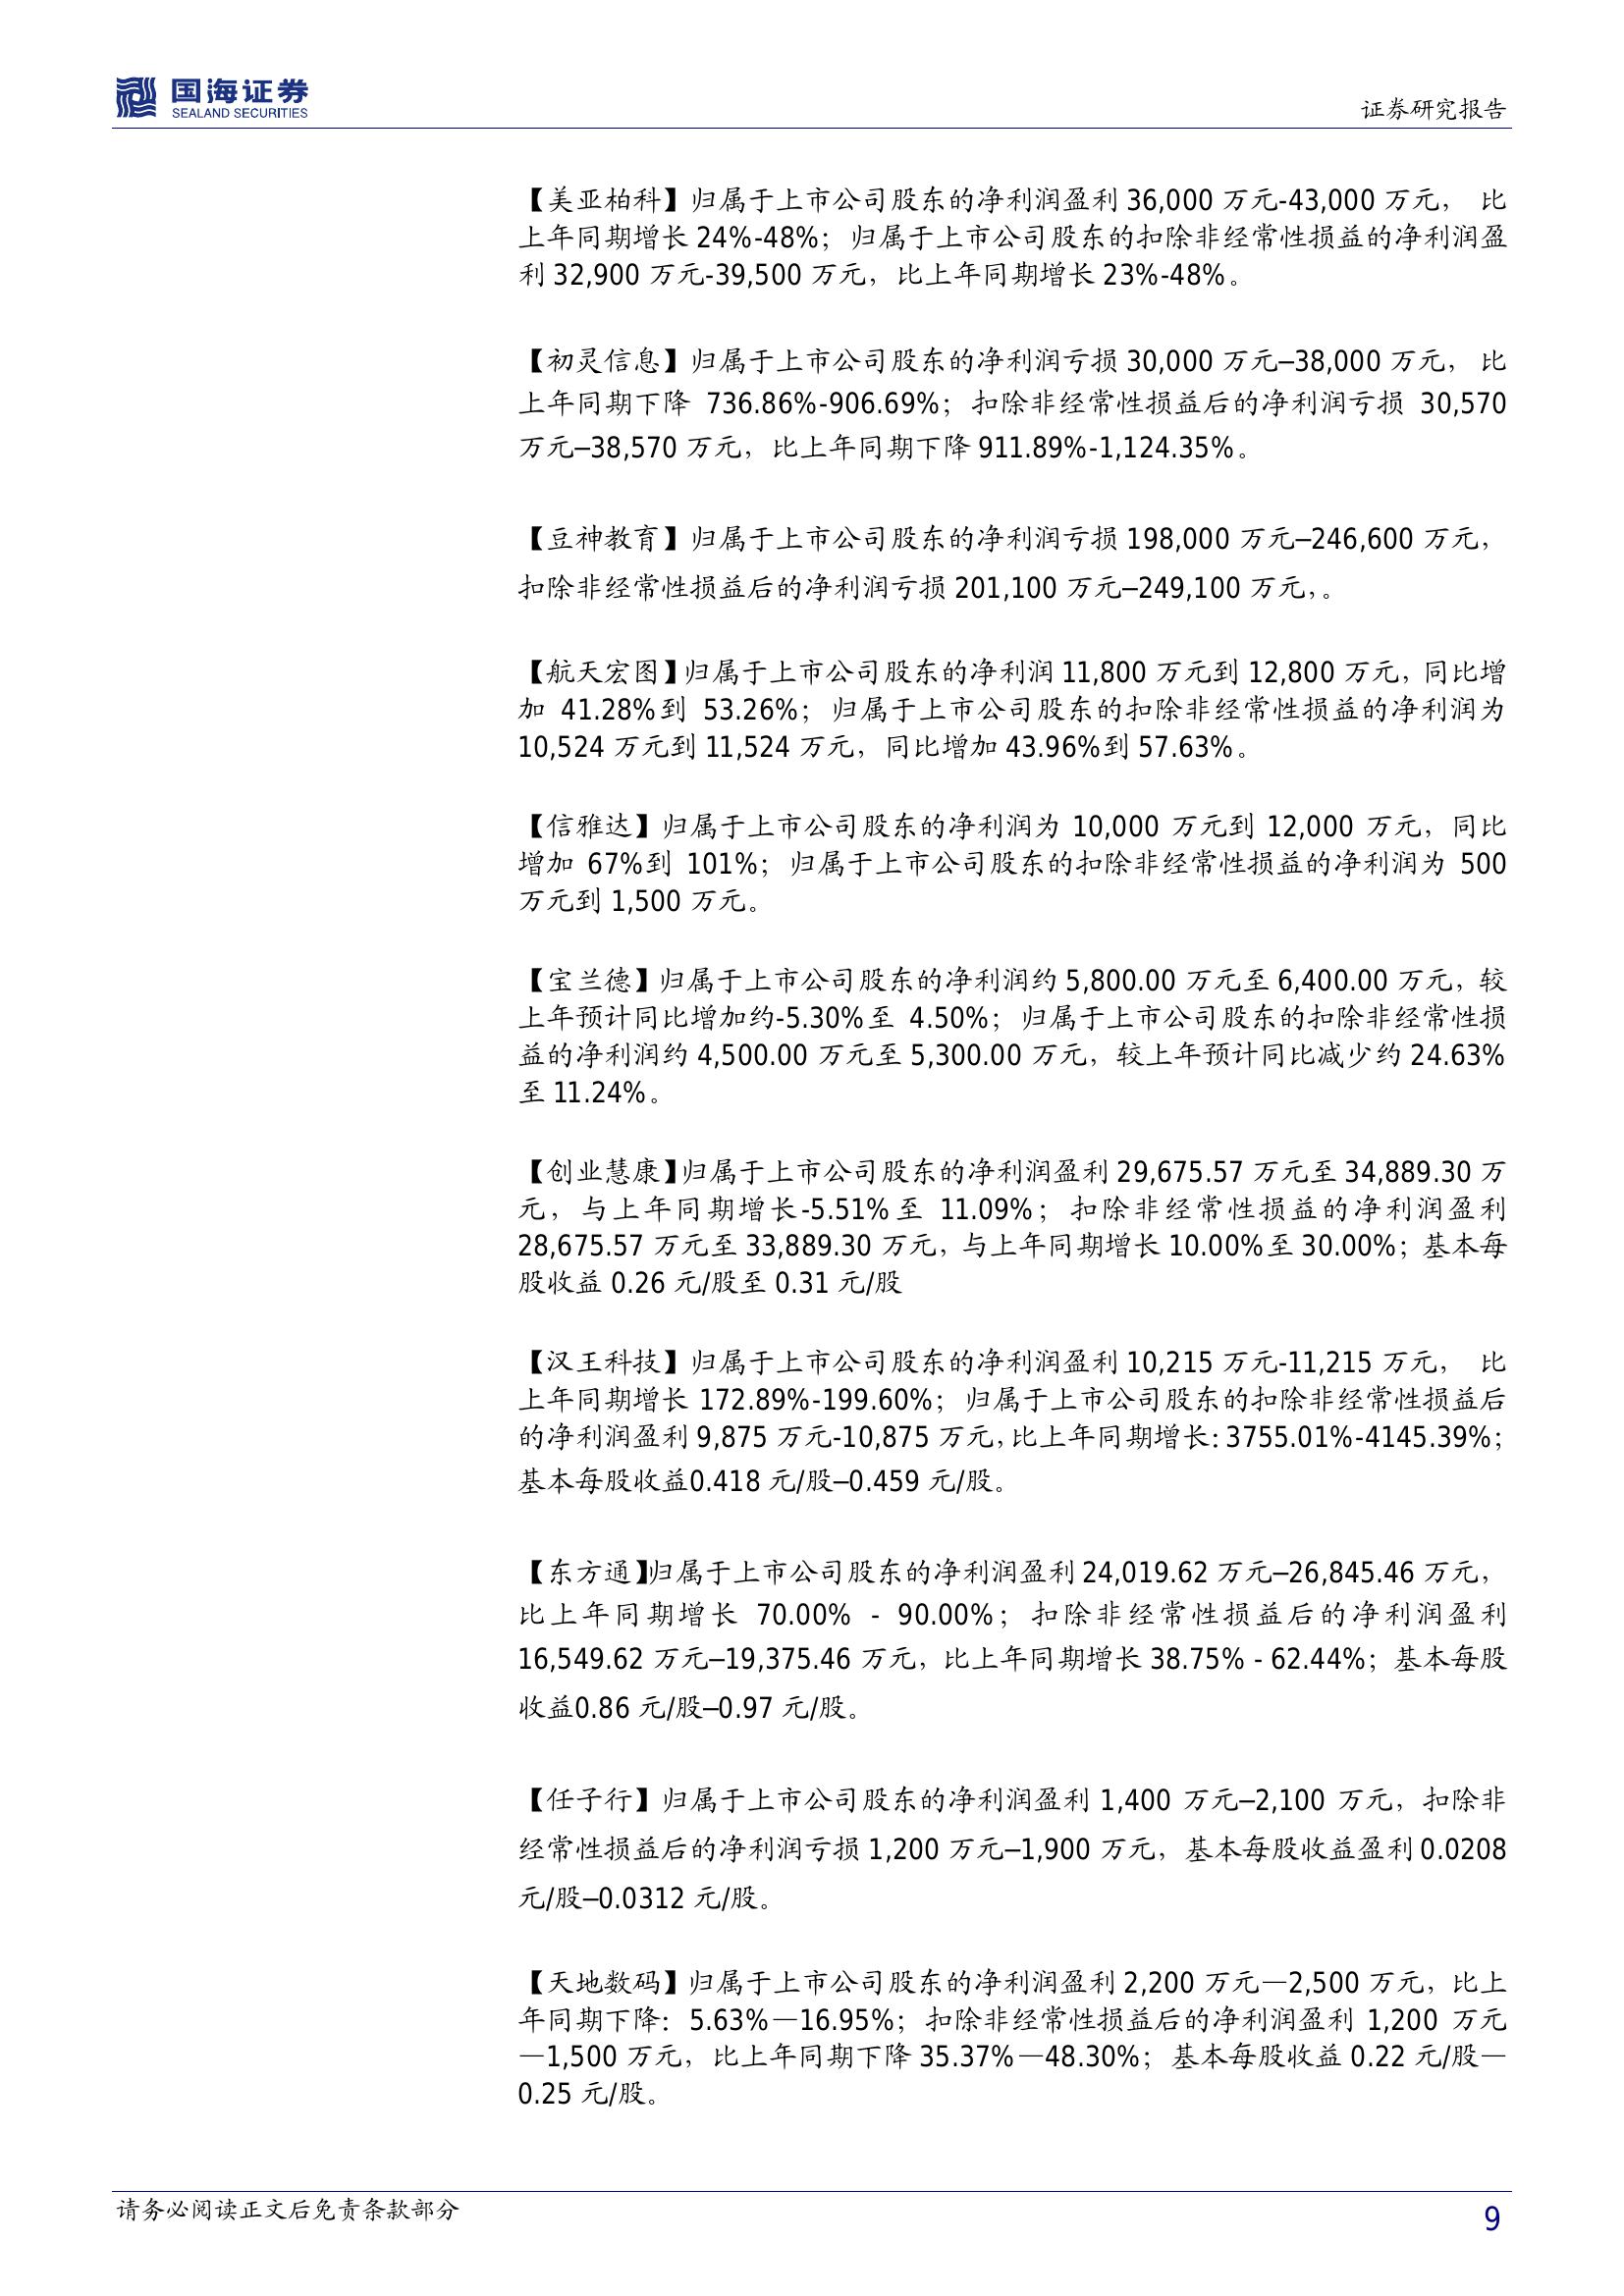 国海证券
SEALAND SECURITIES
证券研究报告
【美亚柏科】归属于上市公司股东的净利润盈利 36,000 万元-43,000 万元， 比
上年同期增长 24%-48%；归属于上市公司股东的扣除非经常性损益的净利润盈
利 32,900 万元-39,500 万元，比上年同期增长 23%-48%。
【初灵信息】归属于上市公司股东的净利润亏损 30,000 万元–38,000 万元， 比
上年同期下降 736.86%-906.69%；扣除非经常性损益后的净利润亏损 30,570
万元–38,570 万元，比上年同期下降 911.89%-1,124.35%。
【豆神教育】归属于上市公司股东的净利润亏损 198,000 万元–246,600 万元，
扣除非经常性损益后的净利润亏损 201,100 万元–249,100 万元，。
【航天宏图】归属于上市公司股东的净利润 11,800 万元到 12,800 万元，同比增
加 41.28%到 53.26%；归属于上市公司股东的扣除非经常性损益的净利润为
10,524 万元到 11,524 万元，同比增加 43.96%到 57.63%。
【信雅达】归属于上市公司股东的净利润为 10,000 万元到 12,000 万元，同比
增加 67%到 101%；归属于上市公司股东的扣除非经常性损益的净利润为 500
万元到 1,500 万元。
【宝兰德】归属于上市公司股东的净利润约 5,800.00 万元至 6,400.00 万元，较
上年预计同比增加约-5.30%至 4.50%；归属于上市公司股东的扣除非经常性损
益的净利润约 4,500.00 万元至 5,300.00 万元，较上年预计同比减少约 24.63%
至 11.24%。
【创业慧康】归属于上市公司股东的净利润盈利 29,675.57 万元至 34,889.30 万
元，与上年同期增长-5.51%至 11.09%；扣除非经常性损益的净利润盈利
28,675.57 万元至 33,889.30 万元，与上年同期增长 10.00%至 30.00%；基本每
股收益 0.26 元/股至 0.31 元/股
【汉王科技】归属于上市公司股东的净利润盈利 10,215 万元-11,215 万元， 比
上年同期增长 172.89%-199.60%；归属于上市公司股东的扣除非经常性损益后
的净利润盈利 9,875 万元-10,875 万元，比上年同期增长：3755.01%-4145.39%；
基本每股收益0.418 元/股–0.459 元/股。
【东方通】归属于上市公司股东的净利润盈利 24,019.62 万元–26,845.46 万元，
比上年同期增长 70.00% - 90.00%；扣除非经常性损益后的净利润盈利
16,549.62 万元–19,375.46 万元，比上年同期增长 38.75% - 62.44%；基本每股
收益0.86 元/股–0.97 元/股。
【任子行】归属于上市公司股东的净利润盈利 1,400 万元–2,100 万元，扣除非
经常性损益后的净利润亏损 1,200 万元–1,900 万元，基本每股收益盈利 0.0208
元/股–0.0312 元/股。
【天地数码】归属于上市公司股东的净利润盈利 2,200 万元—2,500 万元，比上
年同期下降：5.63%—16.95%；扣除非经常性损益后的净利润盈利 1,200 万元
—1,500 万元，比上年同期下降 35.37%—48.30%；基本每股收益 0.22 元/股—
0.25 元/股。
请务必阅读正文后免责条款部分
9